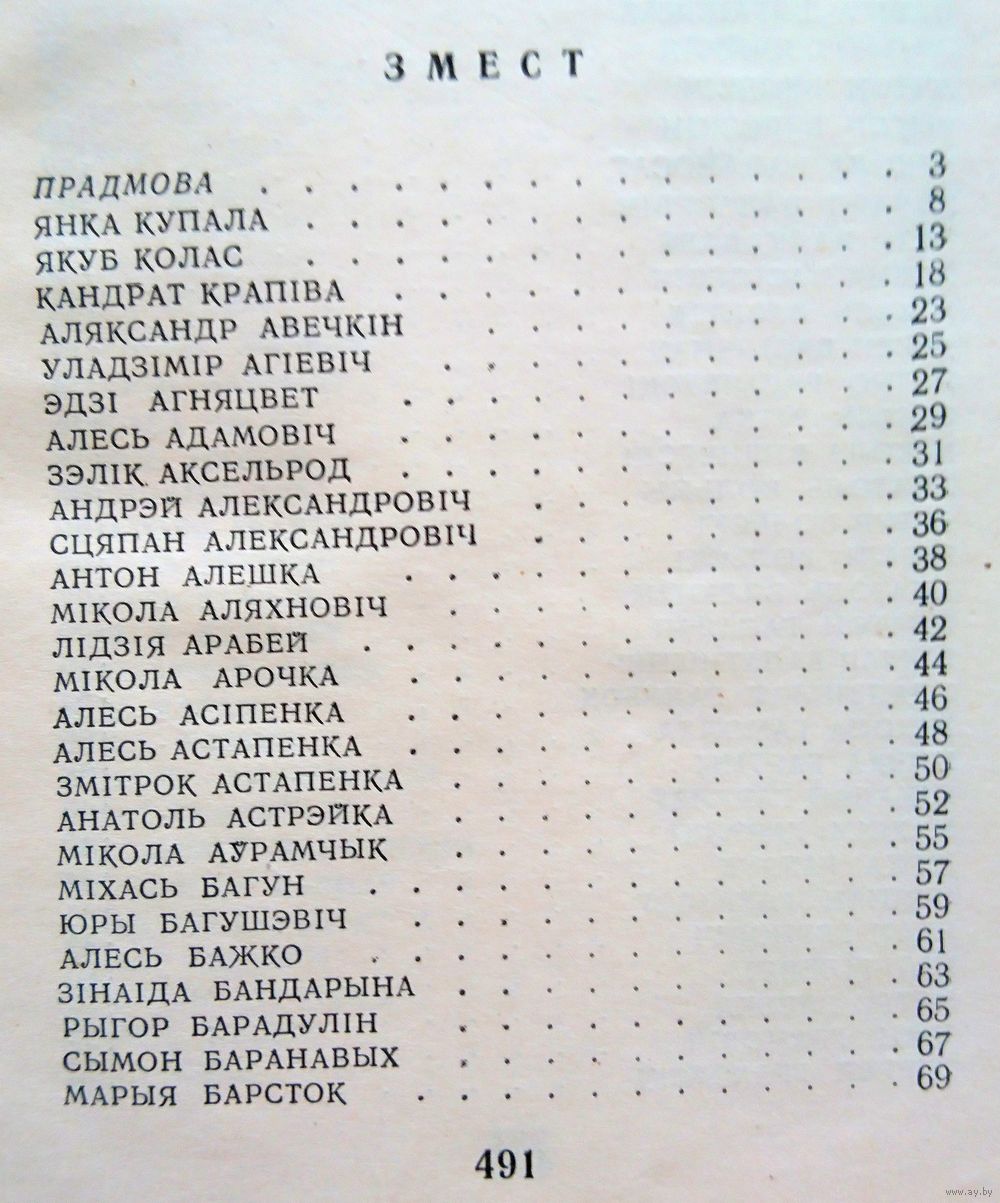 ЗМЕСТ
ПРАДМОВА . . . . . . . . . . . . . . . 3
ЯНКА КУПАЛА . . . . . . . . . . . . . . 8
ЯКУБ КОЛАС . . . . . . . . . . . . . . 13
КАНДРАТ КРАПІВА . . . . . . . . . . . . 18
АЛЯКСАНДР АВЕЧКІН . . . . . . . . . . 23
УЛАДЗІМІР АГІЕВІЧ . . . . . . . . . . . 25
ЭДЗІ АГНЯЦВЕТ . . . . . . . . . . . . 27
АЛЕСЬ АДАМОВІЧ . . . . . . . . . . . . 29
ЗЭЛІК АКСЕЛЬРОД . . . . . . . . . . . . 31
АНДРЭЙ АЛЕКСАНДРОВІЧ . . . . . . . . . 33
СЦЯПАН АЛЕКСАНДРОВІЧ . . . . . . . . . 36
АНТОН АЛЕШКА . . . . . . . . . . . . 38
МІКОЛА АЛЯХНОВІЧ . . . . . . . . . . . 40
ЛІДЗІЯ АРАБЕЙ . . . . . . . . . . . . . 42
МІКОЛА АРОЧКА . . . . . . . . . . . . 44
АЛЕСЬ АСІПЕНКА . . . . . . . . . . . . 46
АЛЕСЬ АСТАПЕНКА . . . . . . . . . . . . 48
ЗМІТРОК АСТАПЕНКА . . . . . . . . . . . 50
АНАТОЛЬ АСТРЭЙКА . . . . . . . . . . . 52
МІКОЛА АЎРАМЧЫК . . . . . . . . . . . 55
МІХАСЬ БАГУН . . . . . . . . . . . . . 57
ЮРЫ БАГУШЭВІЧ . . . . . . . . . . . . 59
АЛЕСЬ БАЖКО . . . . . . . . . . . . . 61
ЗІНАІДА БАНДАРЫНА . . . . . . . . . . . 63
РЫГОР БАРАДУЛІН . . . . . . . . . . . 65
СЫМОН БАРАНАВЫХ . . . . . . . . . . . 67
МАРЫЯ БАРСТОК . . . . . . . . . . . . 69
491
www.ay.by